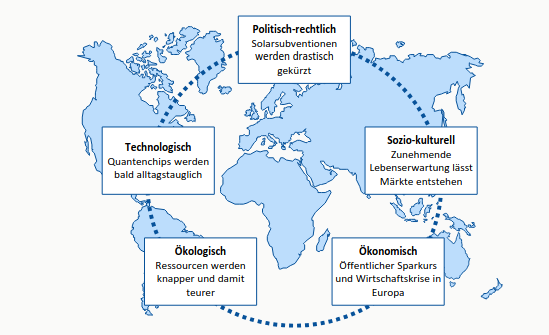 Politisch-rechtlich
Solarsubventionen
werden drastisch
gekürzt
Technologisch
Quantenchips werden
bald alltagstauglich
Sozio-kulturell
Zunehmende
Lebenserwartung lässt
Märkte entstehen
Ökologisch
Ressourcen werden
knapper und damit
teurer
Ökonomisch
Öffentlicher Sparkurs
und Wirtschaftskrise in
Europa